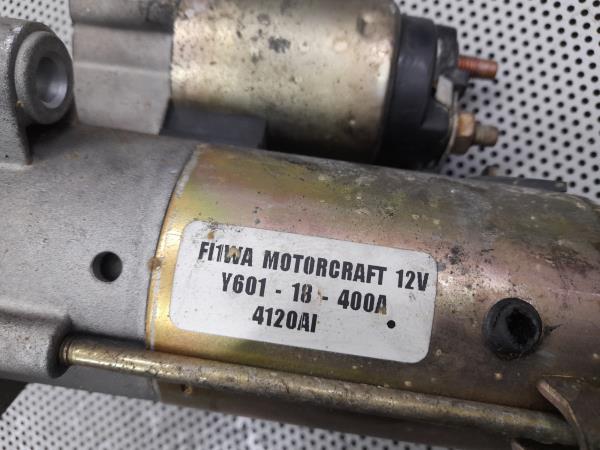 FI1WA MOTORCRAFT 12V
Y601 - 18 - 400A
4120AI